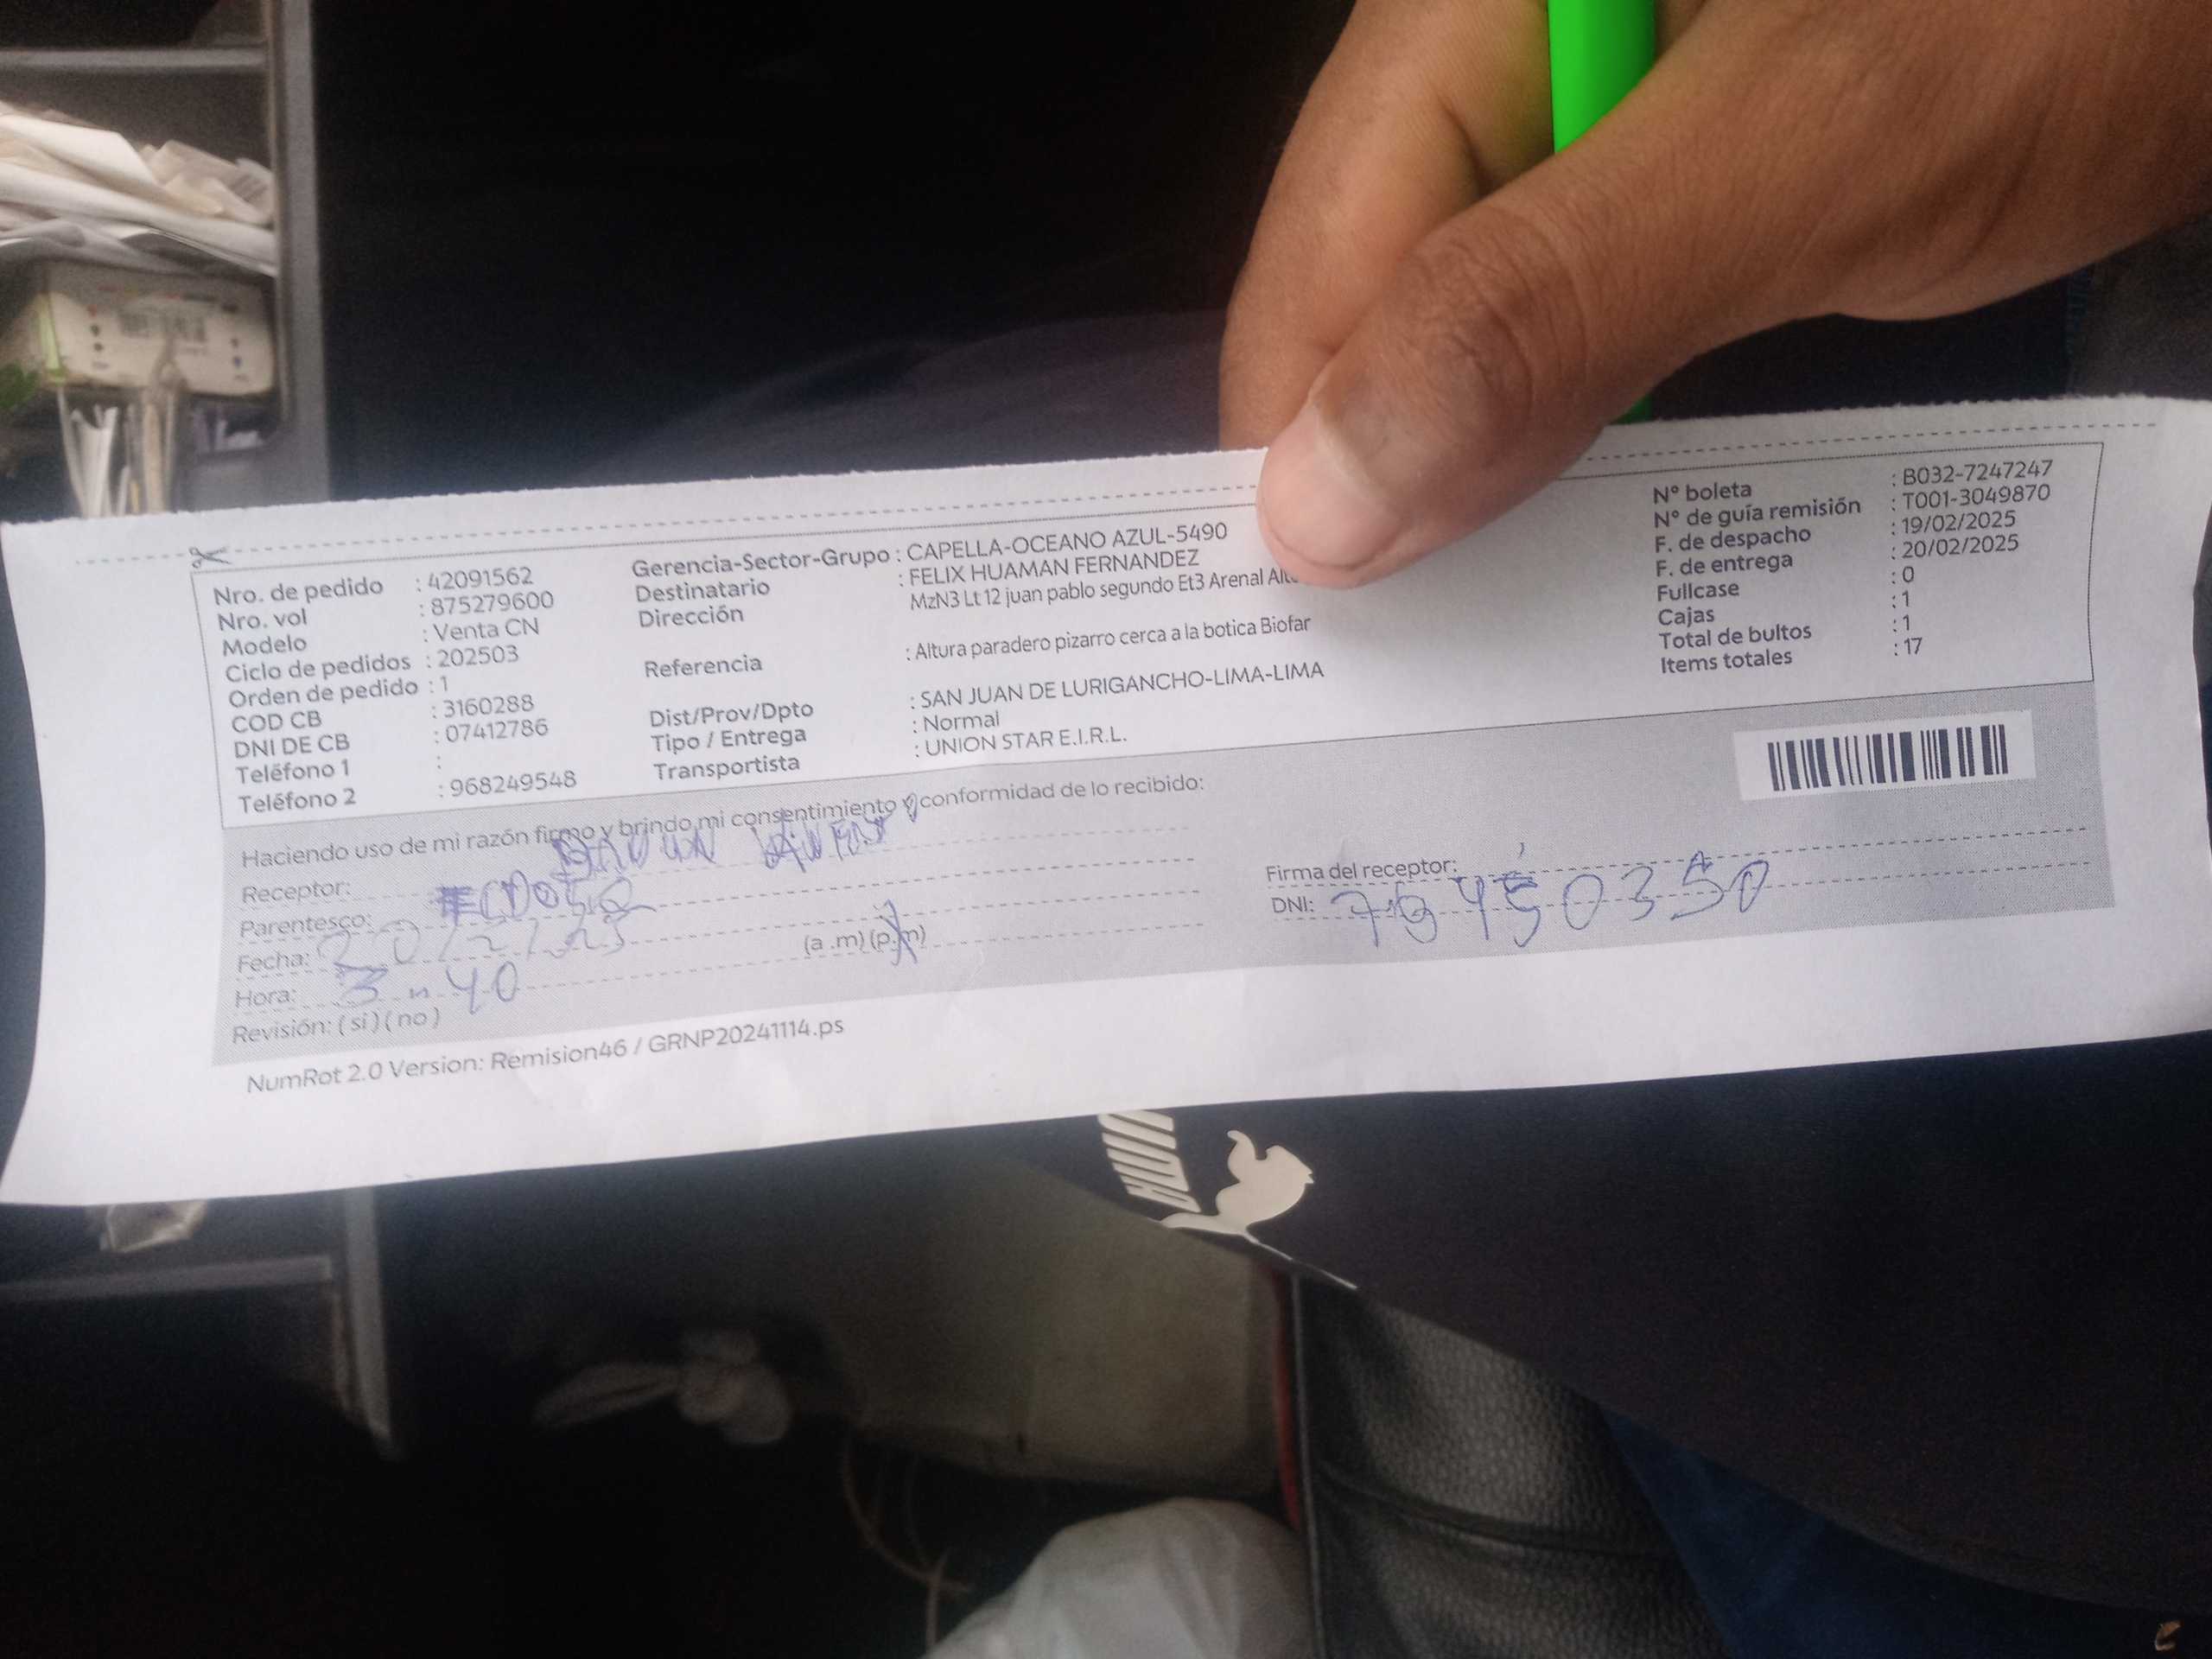 Nro. de pedido : 42091562
Nro. vol : 875279600
Modelo : Venta CN
Ciclo de pedidos : 202503
Orden de pedido : 1
COD CB : 3160288
DNI DE CB : 07412786
Teléfono 1 :
Teléfono 2 : 968249548
Gerencia-Sector-Grupo : CAPELLA-OCEANO AZUL-5490
Destinatario : FELIX HUAMAN FERNANDEZ
Dirección MzN3 Lt 12 juan pablo segundo Et3 Arenal
Referencia : Altura paradero pizarro cerca a la botica Biofar
Dist/Prov/Dpto : SAN JUAN DE LURIGANCHO-LIMA-LIMA
Tipo / Entrega : Normal
Transportista : UNION STAR E.I.R.L.
Nº boleta : B032-7247247
Nº de guía remisión : T001-3049870
F. de despacho : 19/02/2025
F. de entrega : 20/02/2025
Fullcase : 0
Cajas : 1
Total de bultos : 1
Items totales : 17
Haciendo uso de mi razón firmo y brindo mi consentimiento y conformidad de lo recibido:
Receptor:
Parentesco:
Fecha: 20/2/25
Hora: 3 40 (a .m) (p.m)
Revisión: ( si ) ( no )
Firma del receptor:
DNI:
NumRot 2.0 Version: Remision46 / GRNP20241114.ps